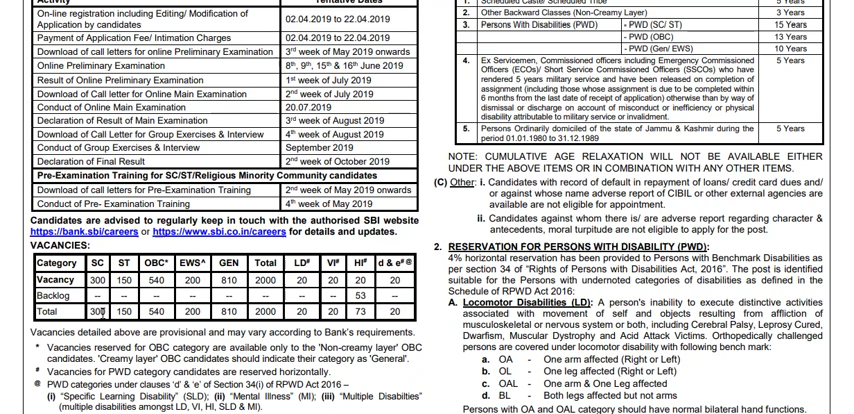 Activity Tentative Dates
On-line registration including Editing/ Modification of
Application by candidates 02.04.2019 to 22.04.2019
Payment of Application Fee/ Intimation Charges 02.04.2019 to 22.04.2019
Download of call letters for online Preliminary Examination 3rd week of May 2019 onwards
Online Preliminary Examination 8th, 9th, 15th & 16th June 2019
Result of Online Preliminary Examination 1st week of July 2019
Download of Call letter for Online Main Examination 2nd week of July 2019
Conduct of Online Main Examination 20.07.2019
Declaration of Result of Main Examination 3rd week of August 2019
Download of Call Letter for Group Exercises & Interview 4th week of August 2019
Conduct of Group Exercises & Interview September 2019
Declaration of Final Result 2nd week of October 2019
Pre-Examination Training for SC/ST/Religious Minority Community candidates
Download of call letters for Pre-Examination Training 2nd week of May 2019 onwards
Conduct of Pre- Examination Training 4th week of May 2019
Candidates are advised to regularly keep in touch with the authorised SBI website
https://bank.sbi/careers or https://www.sbi.co.in/careers for details and updates.
VACANCIES:
Category SC ST OBC* EWS^ GEN Total LD# VI# HI# d & e# @
Vacancy 300 150 540 200 810 2000 20 20 20 20
Backlog -- -- -- -- -- -- -- -- 53 --
Total 300 150 540 200 810 2000 20 20 73 20
Vacancies detailed above are provisional and may vary according to Bank's requirements.
* Vacancies reserved for OBC category are available only to the 'Non-creamy layer' OBC
candidates. 'Creamy layer' OBC candidates should indicate their category as 'General'.
# Vacancies for PWD category candidates are reserved horizontally.
@ PWD categories under clauses 'd' & 'e' of Section 34(i) of RPWD Act 2016 –
(i) "Specific Learning Disability" (SLD); (ii) "Mental Illness" (MI); (iii) "Multiple Disabilties"
(multiple disabilities amongst LD, VI, HI, SLD & MI).
1. Scheduled Caste/ Scheduled Tribe 5 Years
2. Other Backward Classes (Non-Creamy Layer) 3 Years
3. Persons With Disabilities (PWD) - PWD (SC/ ST) 15 Years
- PWD (OBC) 13 Years
- PWD (Gen/ EWS) 10 Years
4. Ex Servicemen, Commissioned officers including Emergency Commissioned 5 Years
Officers (ECOs)/ Short Service Commissioned Officers (SSCOs) who have
rendered 5 years military service and have been released on completion of
assignment (including those whose assignment is due to be completed within
6 months from the last date of receipt of application) otherwise than by way of
dismissal or discharge on account of misconduct or inefficiency or physical
disability attributable to military service or invalidment.
5. Persons Ordinarily domiciled of the state of Jammu & Kashmir during the 5 Years
period 01.01.1980 to 31.12.1989
NOTE: CUMULATIVE AGE RELAXATION WILL NOT BE AVAILABLE EITHER
UNDER THE ABOVE ITEMS OR IN COMBINATION WITH ANY OTHER ITEMS.
(C) Other: i. Candidates with record of default in repayment of loans/ credit card dues and/
or against whose name adverse report of CIBIL or other external agencies are
available are not eligible for appointment.
ii. Candidates against whom there is/ are adverse report regarding character &
antecedents, moral turpitude are not eligible to apply for the post.
2. RESERVATION FOR PERSONS WITH DISABILITY (PWD):
4% horizontal reservation has been provided to Persons with Benchmark Disabilities as
per section 34 of "Rights of Persons with Disabilities Act, 2016". The post is identified
suitable for the Persons with undernoted categories of disabilities as defined in the
Schedule of RPWD Act 2016:
A. Locomotor Disabilities (LD): A person's inability to execute distinctive activities
associated with movement of self and objects resulting from affliction of
musculoskeletal or nervous system or both, including Cerebral Palsy, Leprosy Cured,
Dwarfism, Muscular Dystrophy and Acid Attack Victims. Orthopedically challenged
persons are covered under locomotor disability with following bench mark:
a. OA - One arm affected (Right or Left)
b. OL - One leg affected (Right or Left)
c. OAL - One arm & One Leg affected
d. BL - Both legs affected but not arms
Persons with OA and OAL category should have normal bilateral hand functions.